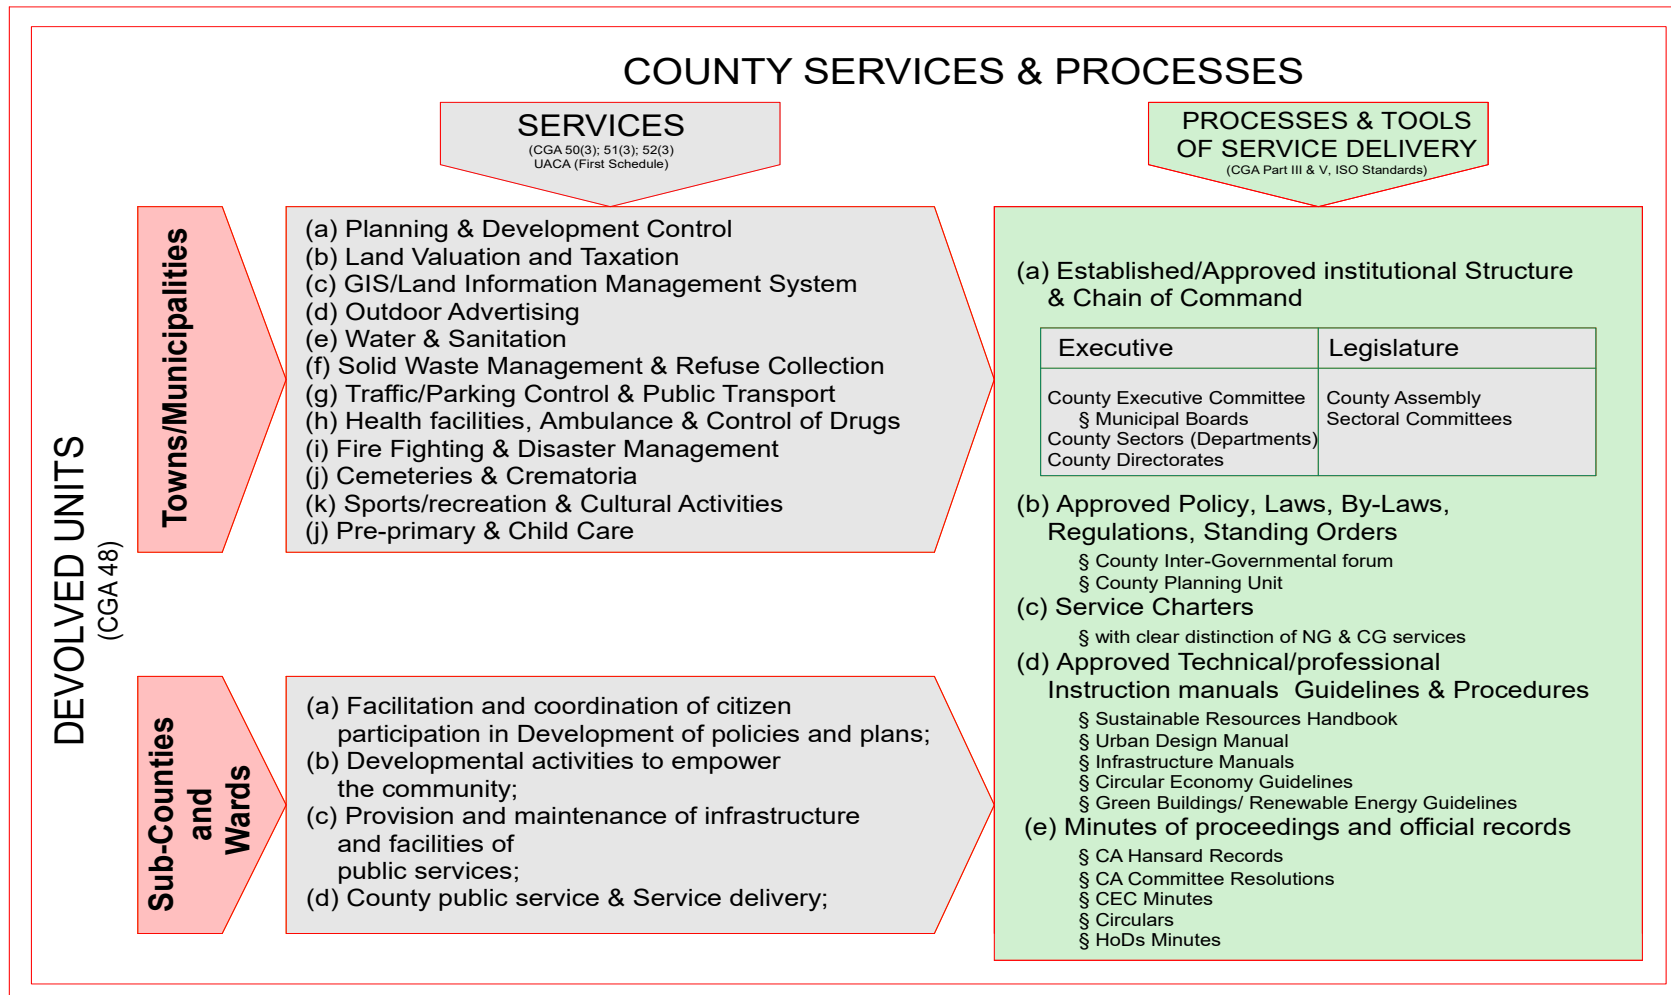 COUNTY SERVICES & PROCESSES
SERVICES
(CGA 50(3); 51(3); 52(3)
UACA (First Schedule)
PROCESSES & TOOLS
OF SERVICE DELIVERY
(CGA Part III & V, ISO Standards)
DEVOLVED UNITS
(CGA 48)
Towns/Municipalities
(a) Planning & Development Control
(b) Land Valuation and Taxation
(c) GIS/Land Information Management System
(d) Outdoor Advertising
(e) Water & Sanitation
(f) Solid Waste Management & Refuse Collection
(g) Traffic/Parking Control & Public Transport
(h) Health facilities, Ambulance & Control of Drugs
(i) Fire Fighting & Disaster Management
(j) Cemeteries & Crematoria
(k) Sports/recreation & Cultural Activities
(j) Pre-primary & Child Care
Sub-Counties
and
Wards
(a) Facilitation and coordination of citizen
participation in Development of policies and plans;
(b) Developmental activities to empower
the community;
(c) Provision and maintenance of infrastructure
and facilities of
public services;
(d) County public service & Service delivery;
(a) Established/Approved institutional Structure
& Chain of Command
Executive
County Executive Committee
§ Municipal Boards
County Sectors (Departments)
County Directorates
Legislature
County Assembly
Sectoral Committees
(b) Approved Policy, Laws, By-Laws,
Regulations, Standing Orders
§ County Inter-Governmental forum
§ County Planning Unit
(c) Service Charters
§ with clear distinction of NG & CG services
(d) Approved Technical/professional
Instruction manuals Guidelines & Procedures
§ Sustainable Resources Handbook
§ Urban Design Manual
§ Infrastructure Manuals
§ Circular Economy Guidelines
§ Green Buildings/ Renewable Energy Guidelines
(e) Minutes of proceedings and official records
§ CA Hansard Records
§ CA Committee Resolutions
§ CEC Minutes
§ Circulars
§ HoDs Minutes